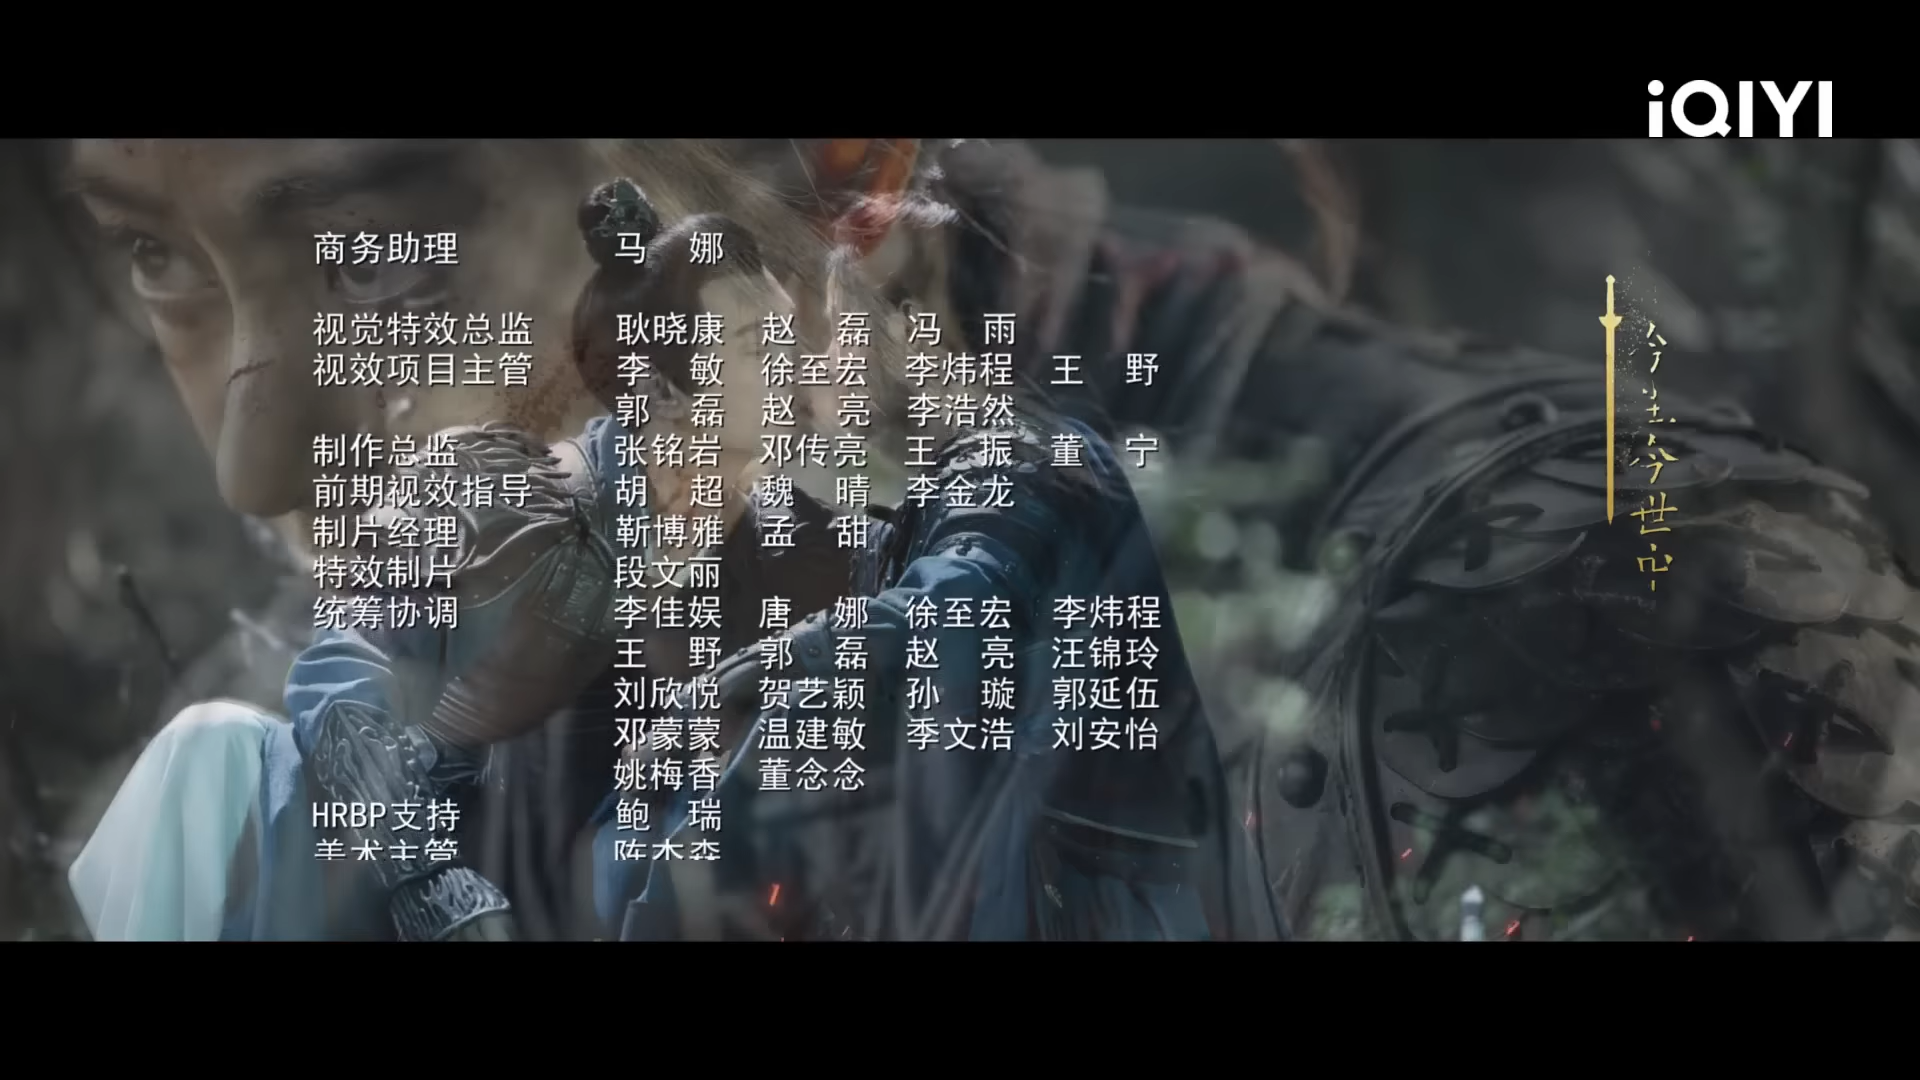 iQIYI
商务助理 马 娜
视觉特效总监 耿晓康 赵 磊 冯 雨
视效项目主管 李 敏 徐至宏 李炜程 王 野
郭 磊 赵 亮 李浩然
制作总监 张铭岩 邓传亮 王 振 董 宁
前期视效指导 胡 超 魏 晴 李金龙
制片经理 靳博雅 孟 甜
特效制片 段文丽
统筹协调 李佳娱 唐 娜 徐至宏 李炜程
王 野 郭 磊 赵 亮 汪锦玲
刘欣悦 贺艺颖 孙 璇 郭延伍
邓蒙蒙 温建敏 季文浩 刘安怡
姚梅香 董念念
HRBP支持 鲍 瑞
美术主管 陈杰森